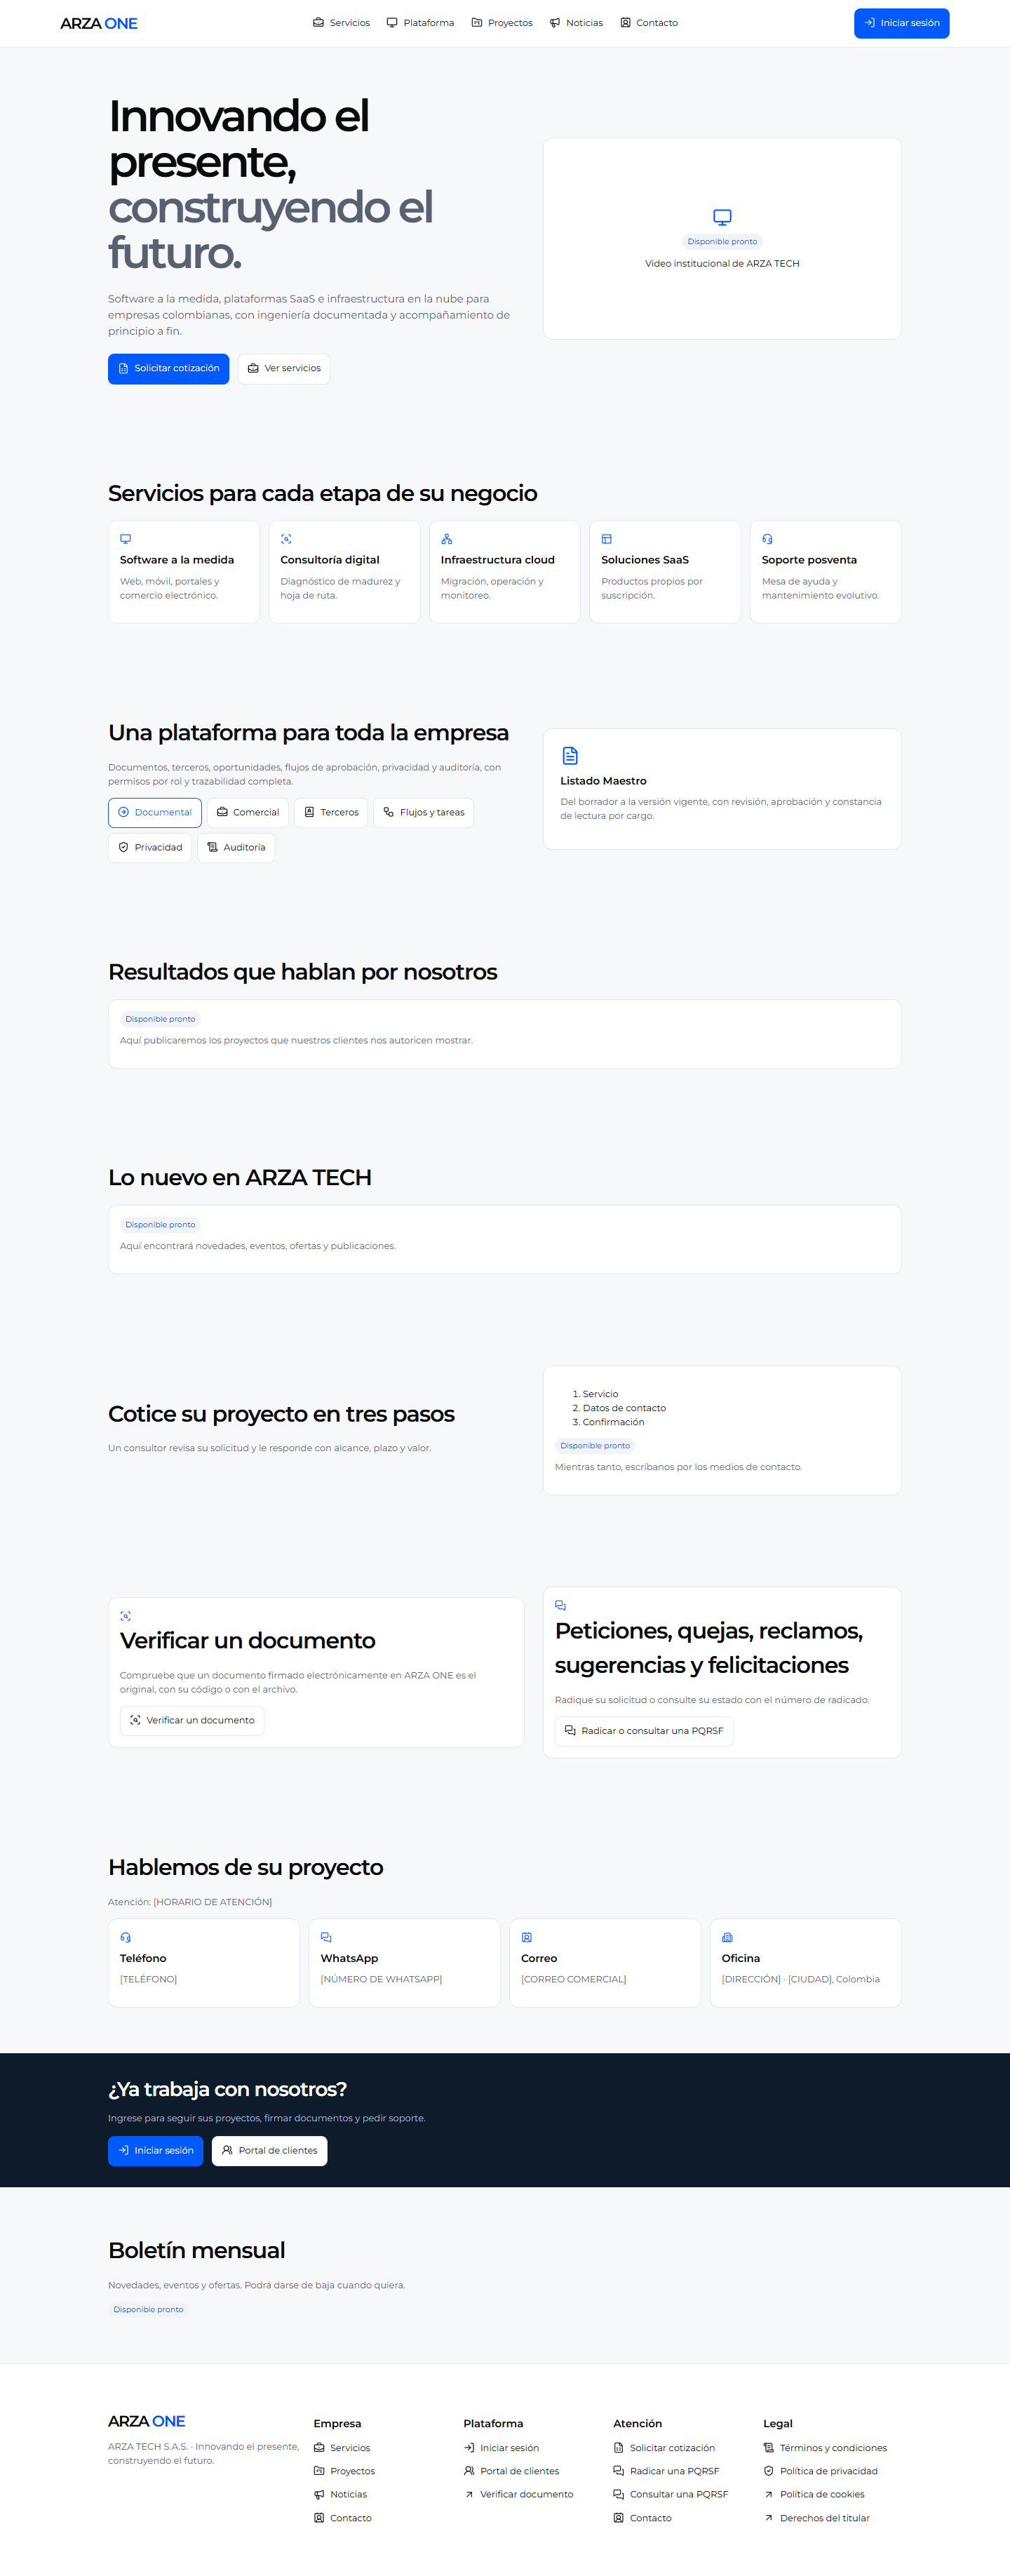 ARZA ONE
Servicios
Plataforma
Proyectos
Noticias
Contacto
Iniciar sesión
Innovando el
presente,
construyendo el
futuro.
Software a la medida, plataformas SaaS e infraestructura en la nube para
empresas colombianas, con ingeniería documentada y acompañamiento de
principio a fin.
Solicitar cotización
Ver servicios
Disponible pronto
Video institucional de ARZA TECH
Servicios para cada etapa de su negocio
Software a la medida
Web, móvil, portales y
comercio electrónico.
Consultoría digital
Diagnóstico de madurez y
hoja de ruta.
Infraestructura cloud
Migración, operación y
monitoreo.
Soluciones SaaS
Productos propios por
suscripción.
Soporte posventa
Mesa de ayuda y
mantenimiento evolutivo.
Una plataforma para toda la empresa
Documentos, terceros, oportunidades, flujos de aprobación, privacidad y auditoría, con
permisos por rol y trazabilidad completa.
Documental
Comercial
Terceros
Flujos y tareas
Privacidad
Auditoría
Listado Maestro
Del borrador a la versión vigente, con revisión, aprobación y constancia
de lectura por cargo.
Resultados que hablan por nosotros
Disponible pronto
Aquí publicaremos los proyectos que nuestros clientes nos autoricen mostrar.
Lo nuevo en ARZA TECH
Disponible pronto
Aquí encontrará novedades, eventos, ofertas y publicaciones.
Cotice su proyecto en tres pasos
Un consultor revisa su solicitud y le responde con alcance, plazo y valor.
1. Servicio
2. Datos de contacto
3. Confirmación
Disponible pronto
Mientras tanto, escríbanos por los medios de contacto.
Verificar un documento
Compruebe que un documento firmado electrónicamente en ARZA ONE es el
original, con su código o con el archivo.
Verificar un documento
Peticiones, quejas, reclamos,
sugerencias y felicitaciones
Radique su solicitud o consulte su estado con el número de radicado.
Radicar o consultar una PQRSF
Hablemos de su proyecto
Atención: [HORARIO DE ATENCIÓN]
Teléfono
[TELÉFONO]
WhatsApp
[NÚMERO DE WHATSAPP]
Correo
[CORREO COMERCIAL]
Oficina
[DIRECCIÓN] · [CIUDAD], Colombia
¿Ya trabaja con nosotros?
Ingrese para seguir sus proyectos, firmar documentos y pedir soporte.
Iniciar sesión
Portal de clientes
Boletín mensual
Novedades, eventos y ofertas. Podrá darse de baja cuando quiera.
Disponible pronto
ARZA ONE
ARZA TECH S.A.S. · Innovando el presente,
construyendo el futuro.
Empresa
Servicios
Proyectos
Noticias
Contacto
Plataforma
Iniciar sesión
Portal de clientes
Verificar documento
Atención
Solicitar cotización
Radicar una PQRSF
Consultar una PQRSF
Contacto
Legal
Términos y condiciones
Política de privacidad
Política de cookies
Derechos del titular